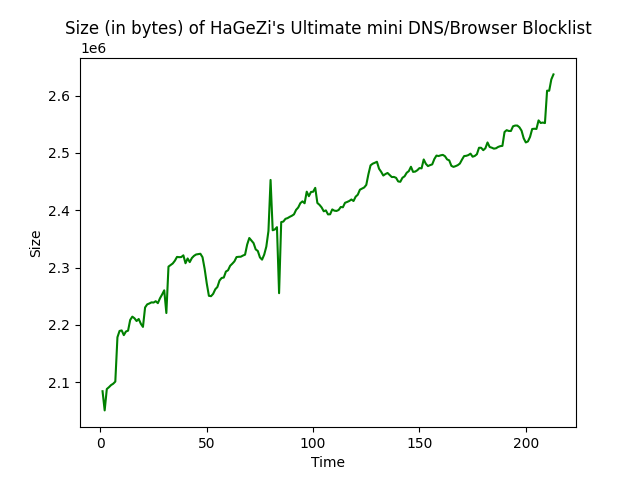 Size (in bytes) of HaGeZi's Ultimate mini DNS/Browser Blocklist
1e6
2.6
2.5
2.4
2.3
2.2
2.1
Size
0 50 100 150 200
Time